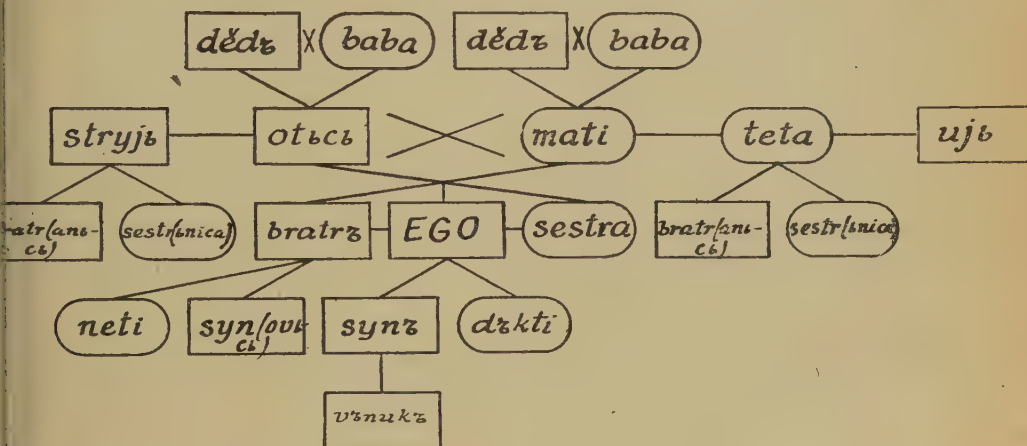 dědъ X baba dědъ X baba
stryjь otьcь mati teta ujь
bratrъ EGO sestra
sestr(ьnica) bratr(anь-
cь) sestr(ьnica)
cь)
neti syn(ovь-
cь) synъ dъkti
vъnukъ